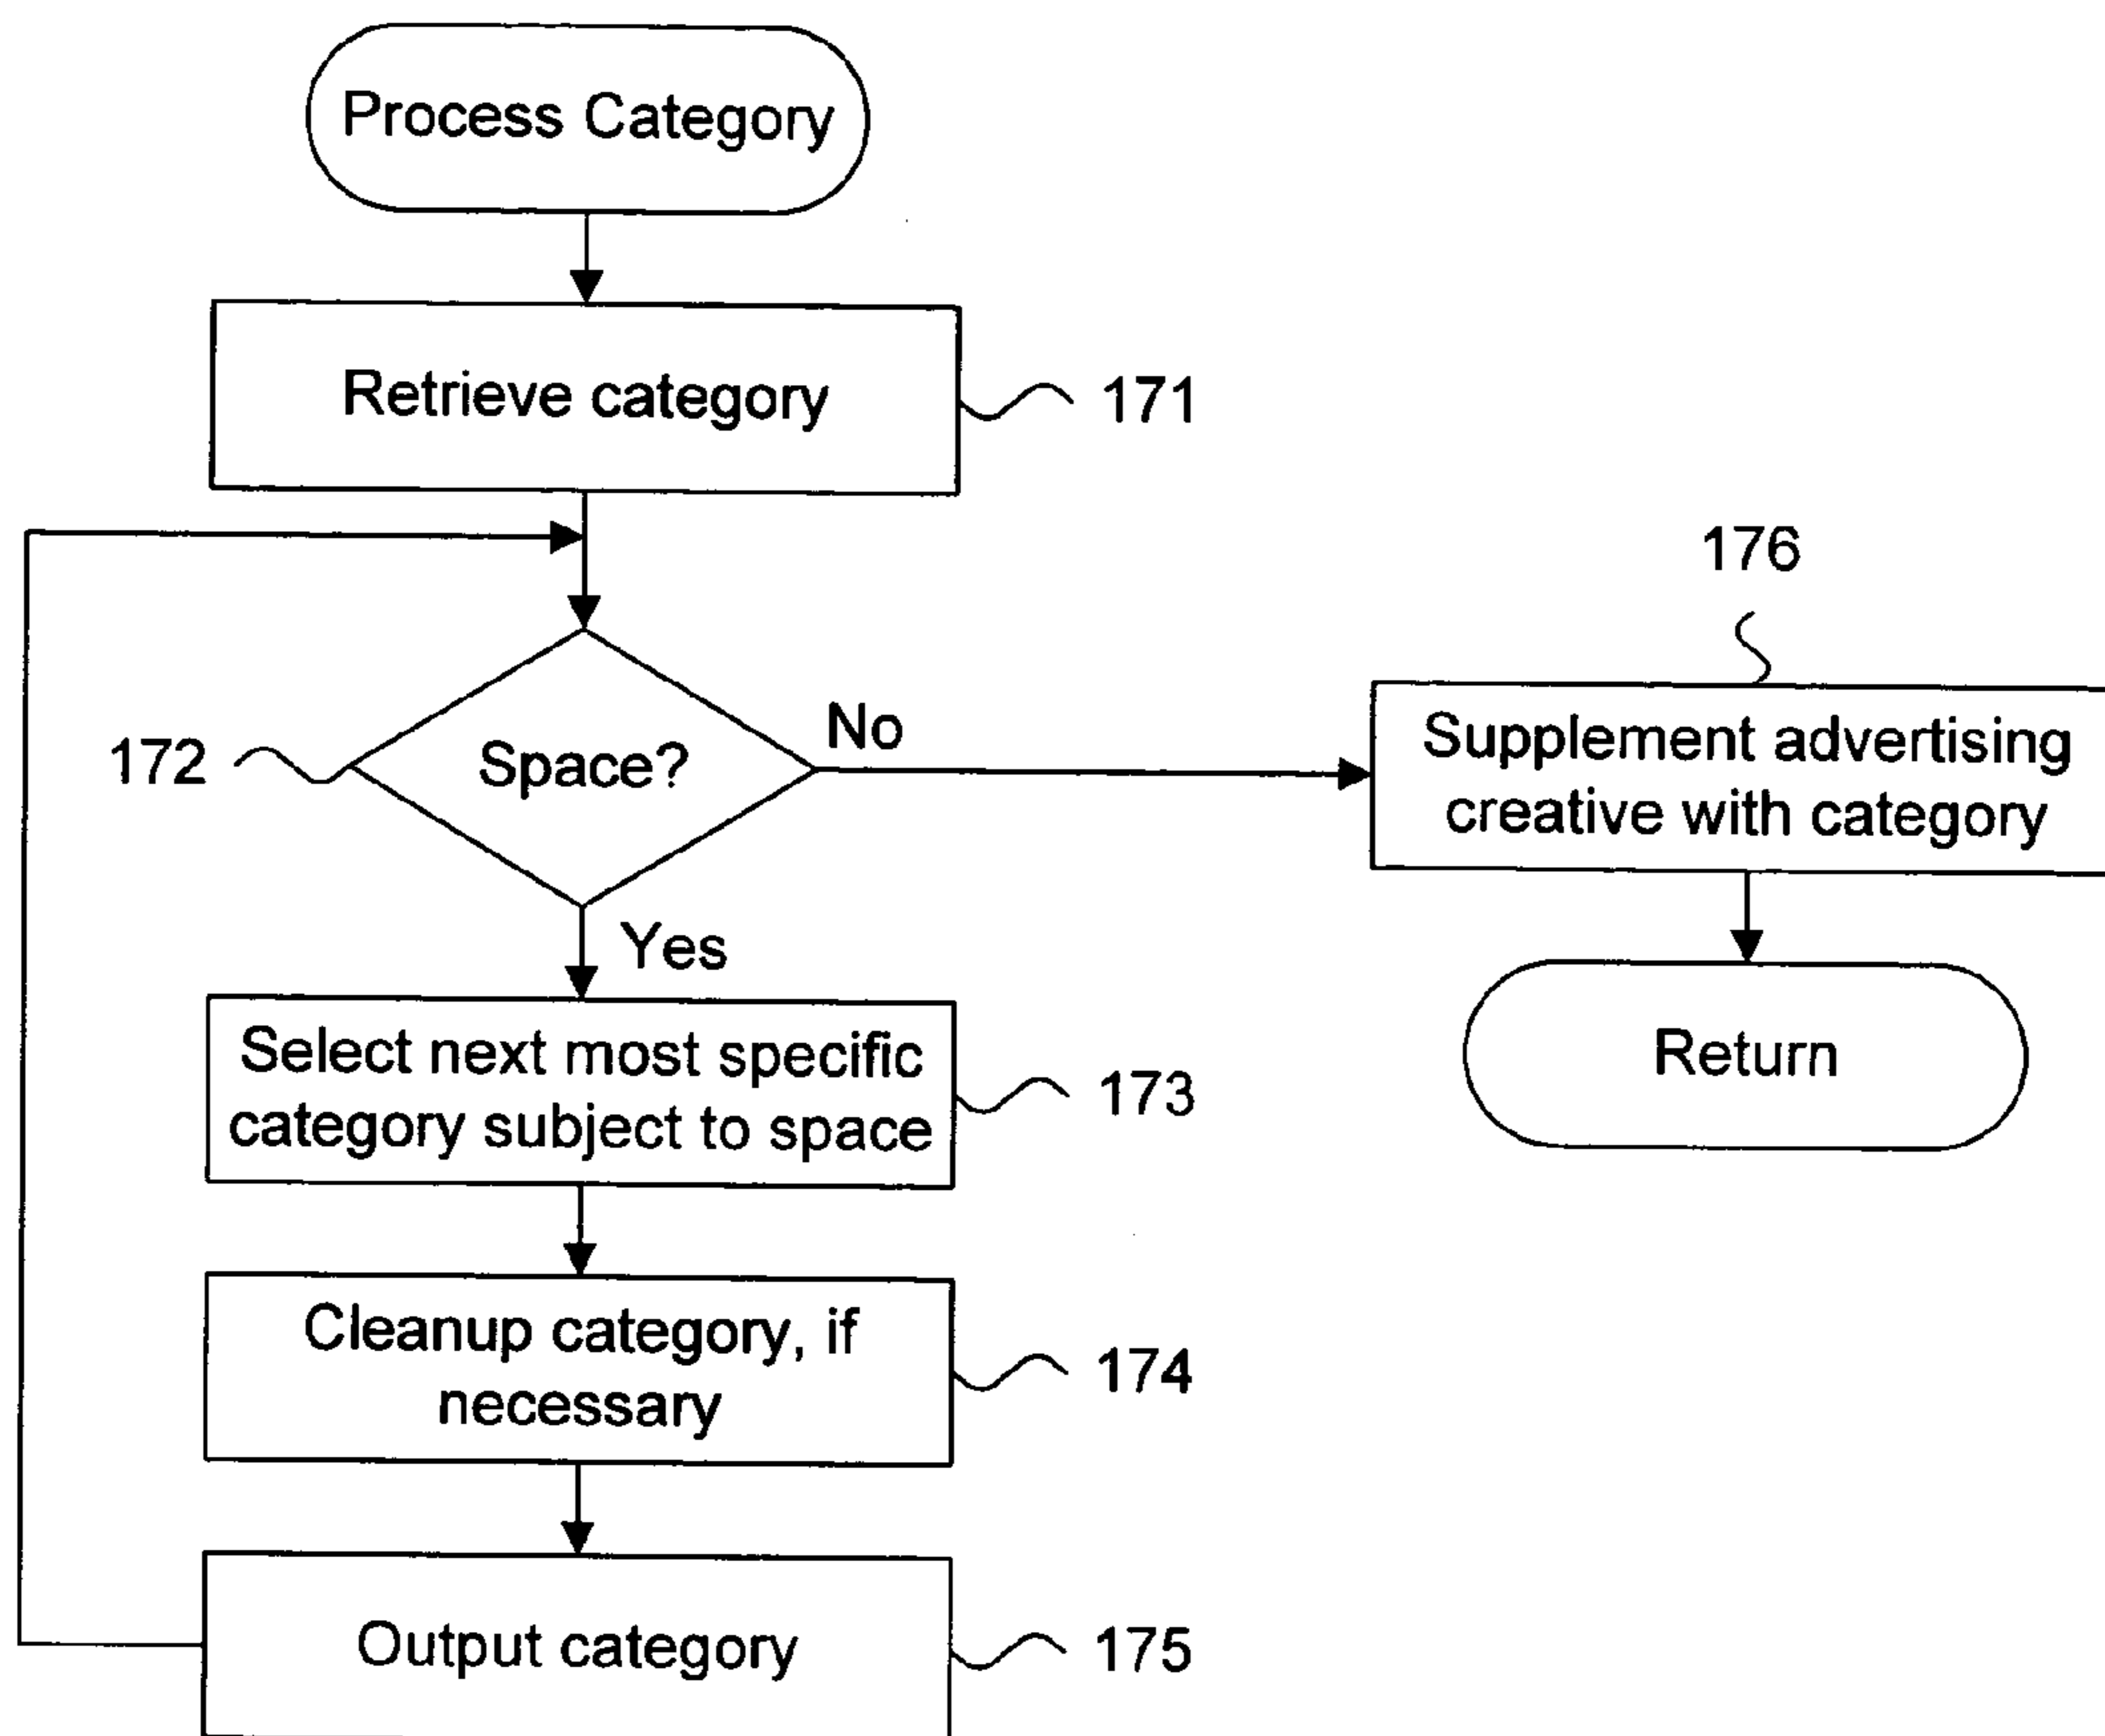 Process Category
Retrieve category
171
176
172
Space?
No
Supplement advertising
creative with category
Yes
Select next most specific
category subject to space
173
Return
Cleanup category, if
necessary
174
Output category
175